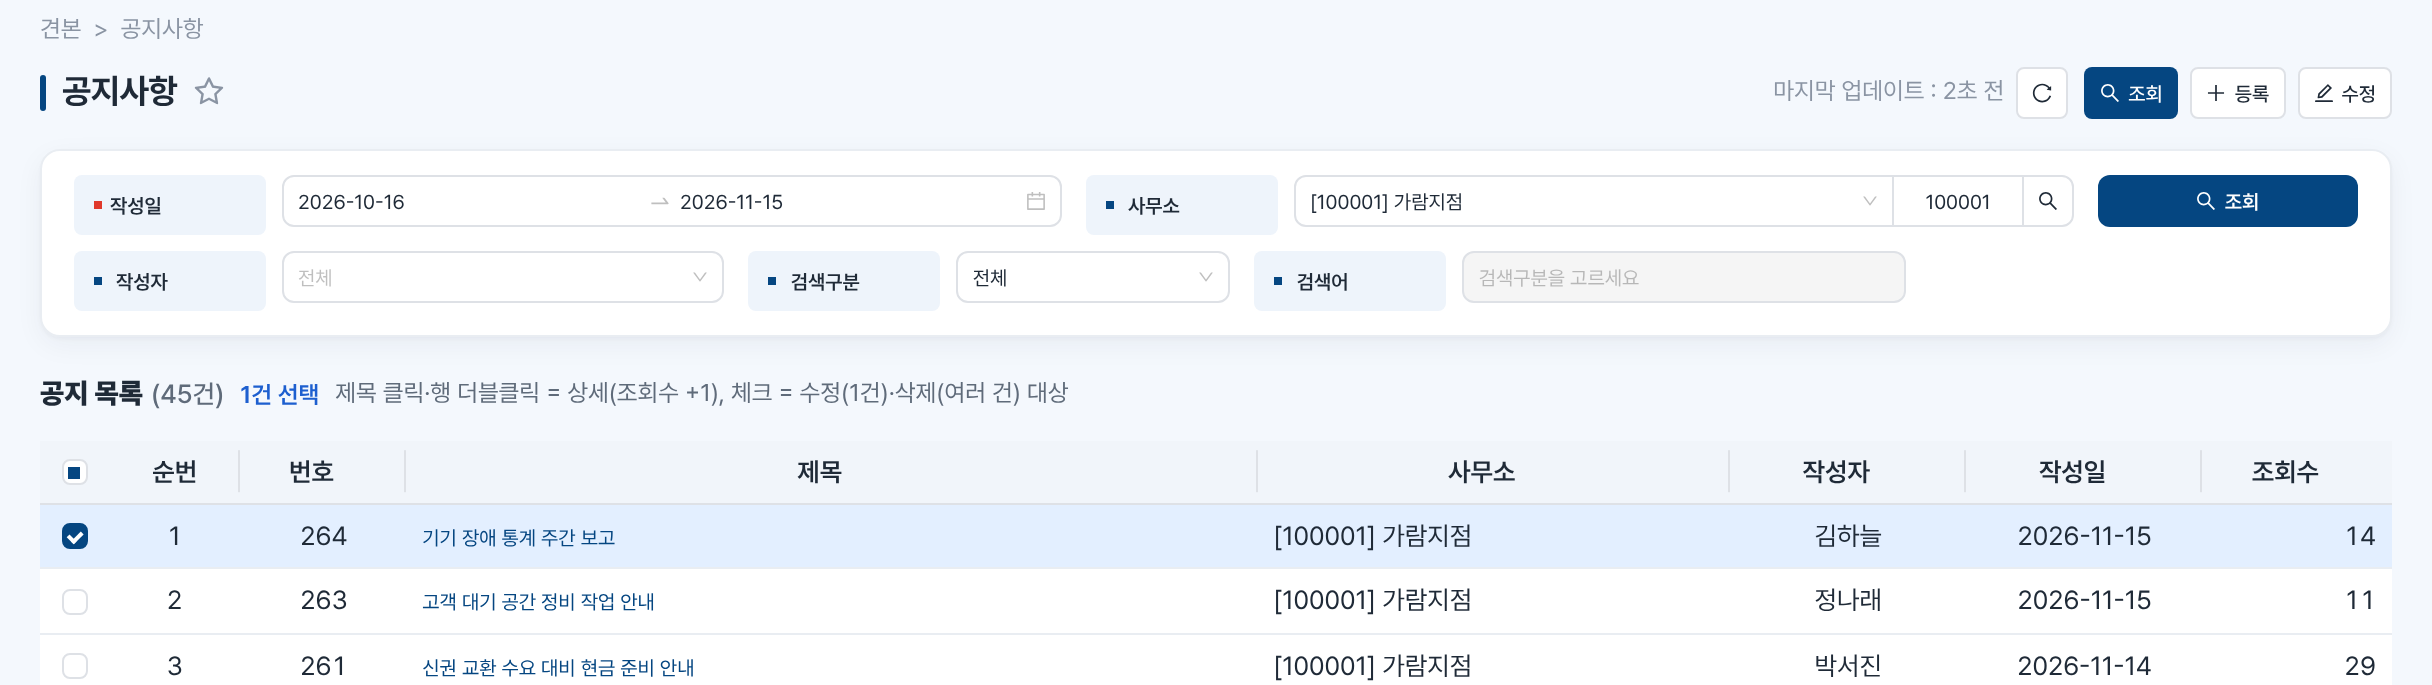 견본 > 공지사항
공지사항
마지막 업데이트 : 2초 전
조회
등록
수정
작성일 2026-10-16 → 2026-11-15
사무소 [100001] 가람지점 100001
조회
작성자 전체
검색구분 전체
검색어 검색구분을 고르세요
공지 목록 (45건) 1건 선택 제목 클릭·행 더블클릭 = 상세(조회수 +1), 체크 = 수정(1건)·삭제(여러 건) 대상
순번 번호 제목 사무소 작성자 작성일 조회수
1 264 기기 장애 통계 주간 보고 [100001] 가람지점 김하늘 2026-11-15 14
2 263 고객 대기 공간 정비 작업 안내 [100001] 가람지점 정나래 2026-11-15 11
3 261 신권 교환 수요 대비 현금 준비 안내 [100001] 가람지점 박서진 2026-11-14 29